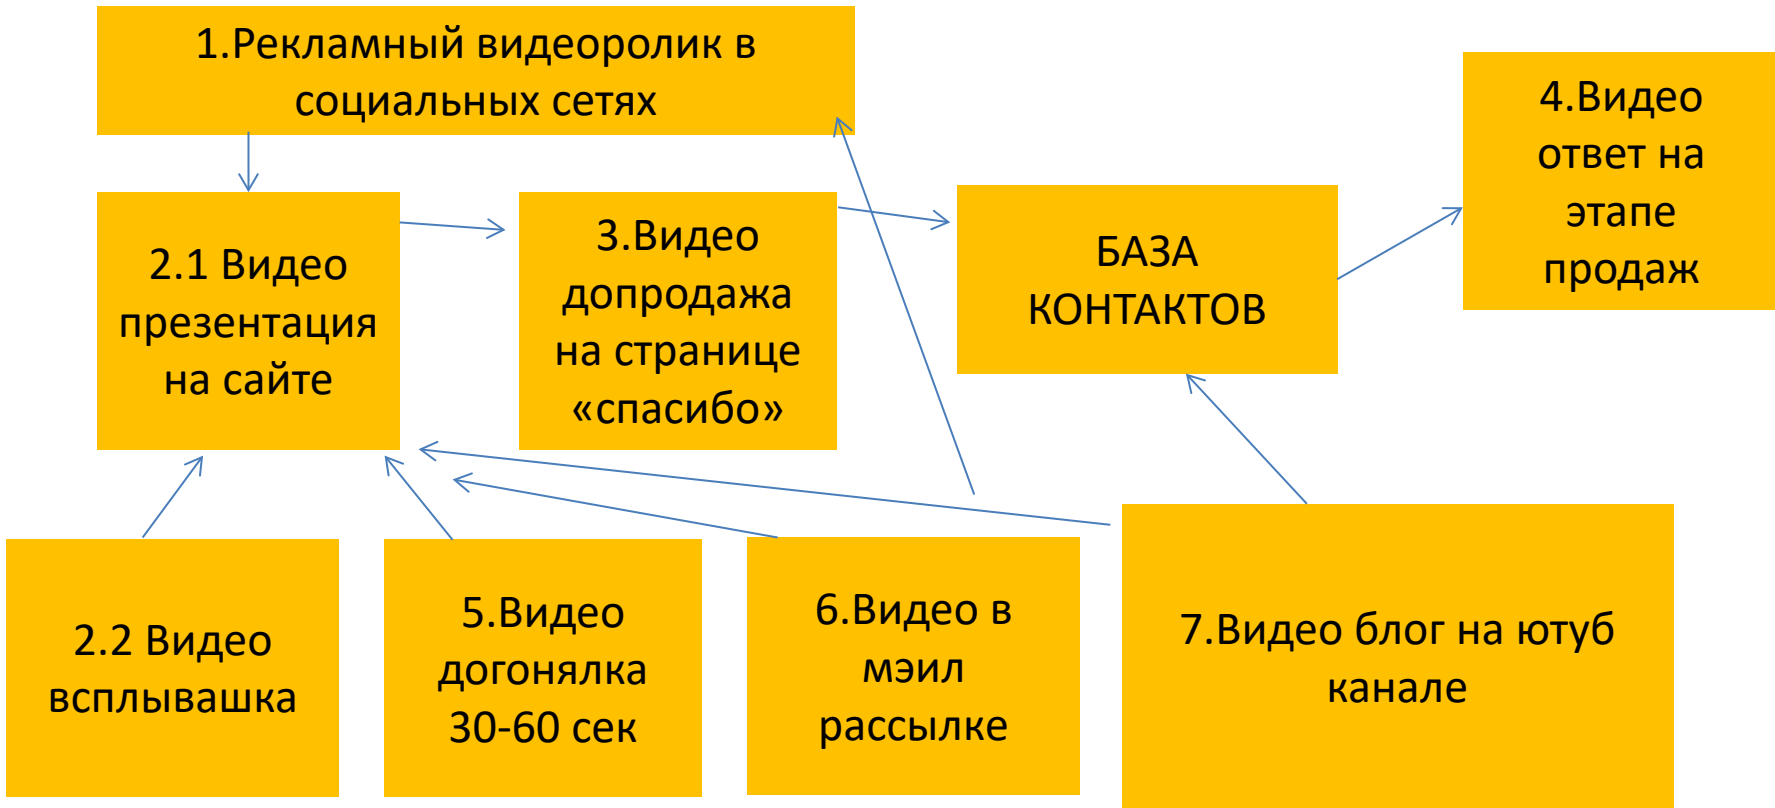 1.Рекламный видеоролик в
социальных сетях
4.Видео
ответ на
этапе
продаж
2.1 Видео
презентация
на сайте
3.Видео
допродажа
на странице
«спасибо»
БАЗА
КОНТАКТОВ
2.2 Видео
всплывашка
5.Видео
догонялка
30-60 сек
6.Видео в
мэил
рассылке
7.Видео блог на ютуб
канале